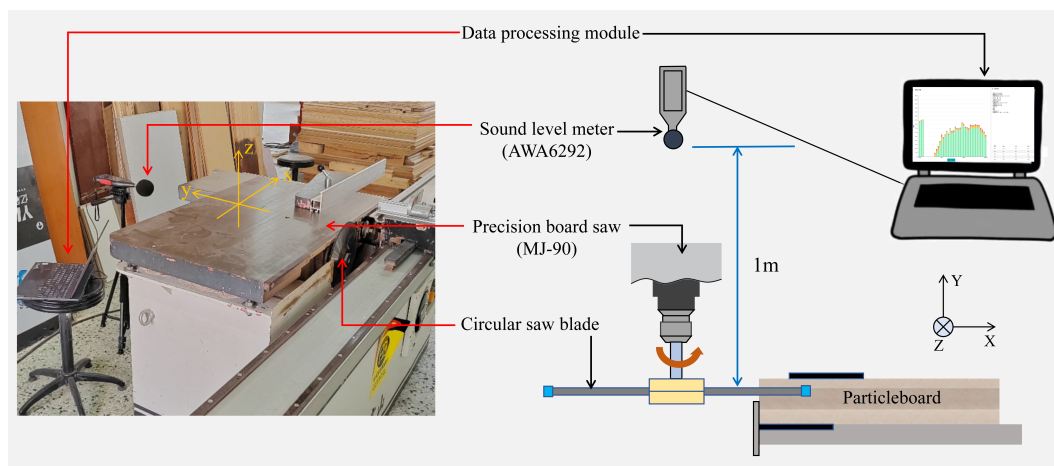 Data processing module
Sound level meter
(AWA6292)
z
y
x
Precision board saw
(MJ-90)
1m
Circular saw blade
Y
X
Z
Particleboard